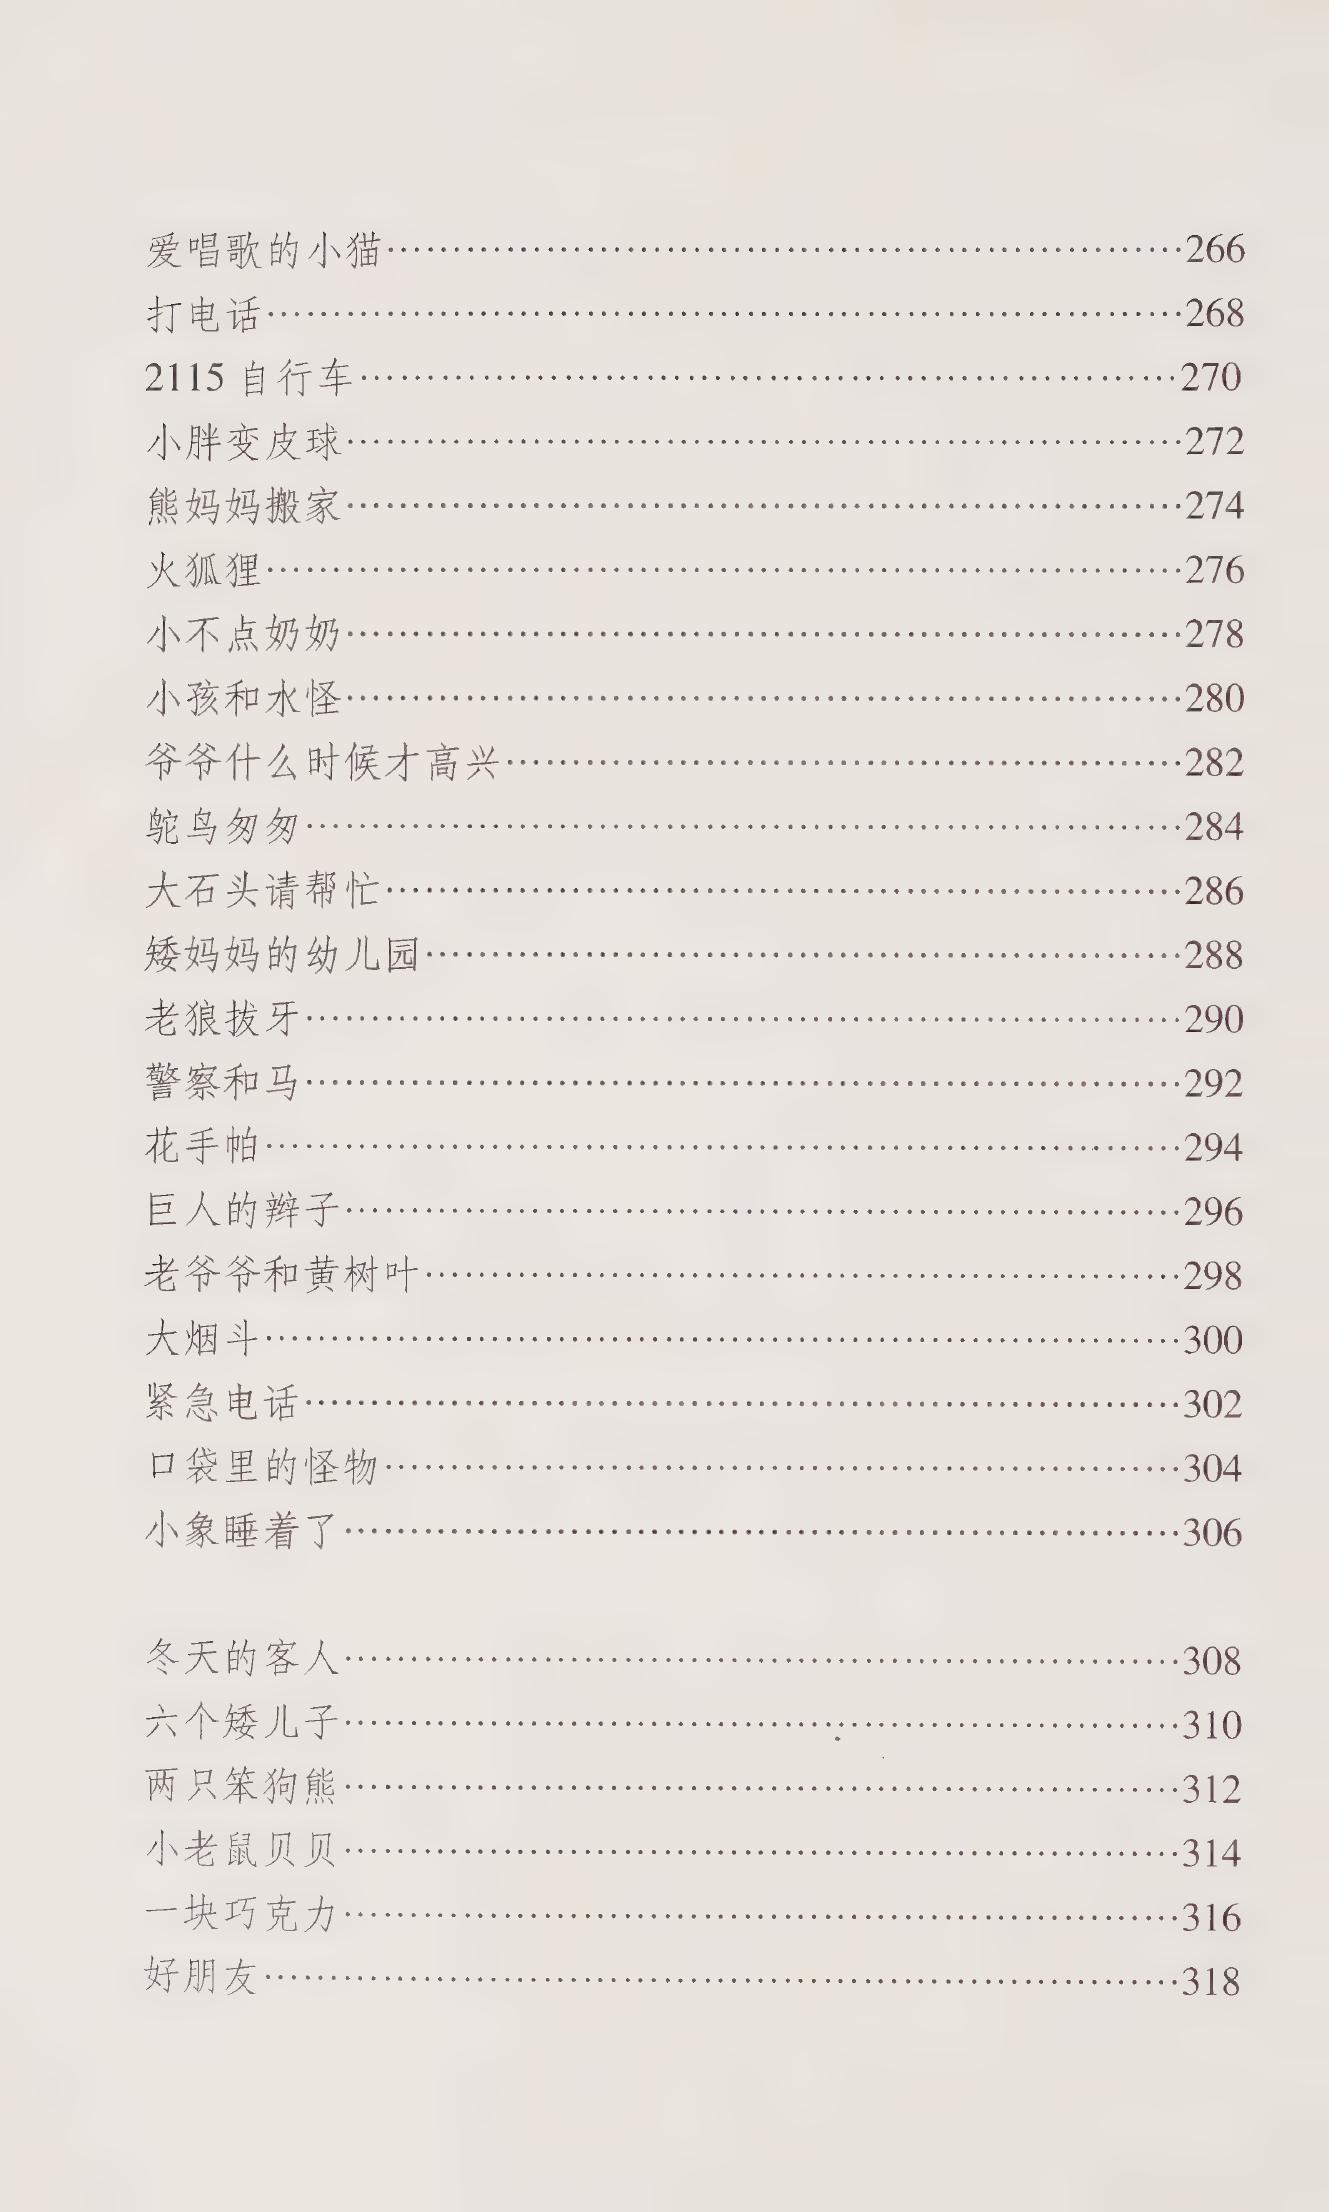 爱唱歌的小猫……266
打电话……268
2115 自行车……270
小胖变皮球……272
熊妈妈搬家……274
火狐狸……276
小不点奶奶……278
小孩和水怪……280
爷爷什么时候才高兴……282
鸵鸟匆匆……284
大石头请帮忙……286
矮妈妈的幼儿园……288
老狼拔牙……290
警察和马……292
花手帕……294
巨人的辫子……296
老爷爷和黄树叶……298
大烟斗……300
紧急电话……302
口袋里的怪物……304
小象睡着了……306
冬天的客人……308
六个矮儿子……310
两只笨狗熊……312
小老鼠贝贝……314
一块巧克力……316
好朋友……318